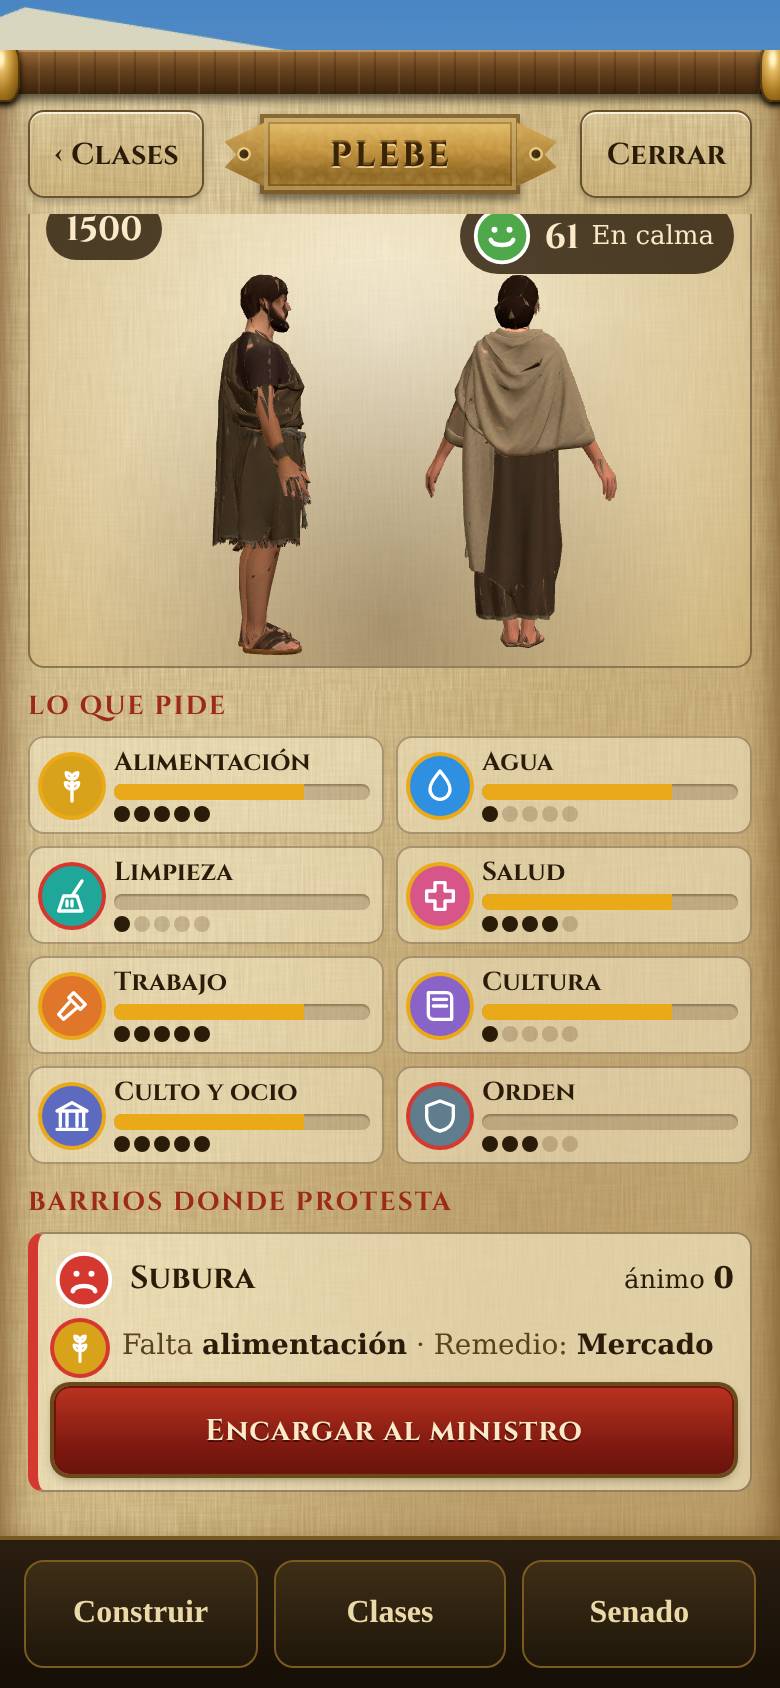 ‹ Clases
PLEBE
Cerrar
1500
61 En calma
LO QUE PIDE
Alimentación
Agua
Limpieza
Salud
Trabajo
Cultura
Culto y ocio
Orden
BARRIOS DONDE PROTESTA
Subura
ánimo 0
Falta alimentación · Remedio: Mercado
Encargar al ministro
Construir
Clases
Senado